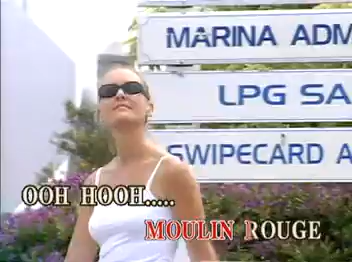 MARINA ADM
LPG SA
SWIPECARD A
OOH HOOH.....
MOULIN ROUGE